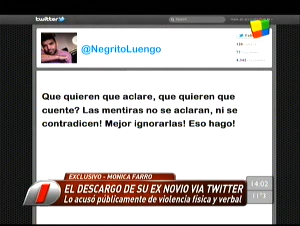 twitter
@NegritoLuengo
Que quieren que aclare, que quieren que
cuente? Las mentiras no se aclaran, ni se
contradicen! Mejor ignorarlas! Eso hago!
EXCLUSIVO - MONICA FARRO
EL DESCARGO DE SU EX NOVIO VIA TWITTER
Lo acusó públicamente de violencia física y verbal
14:02